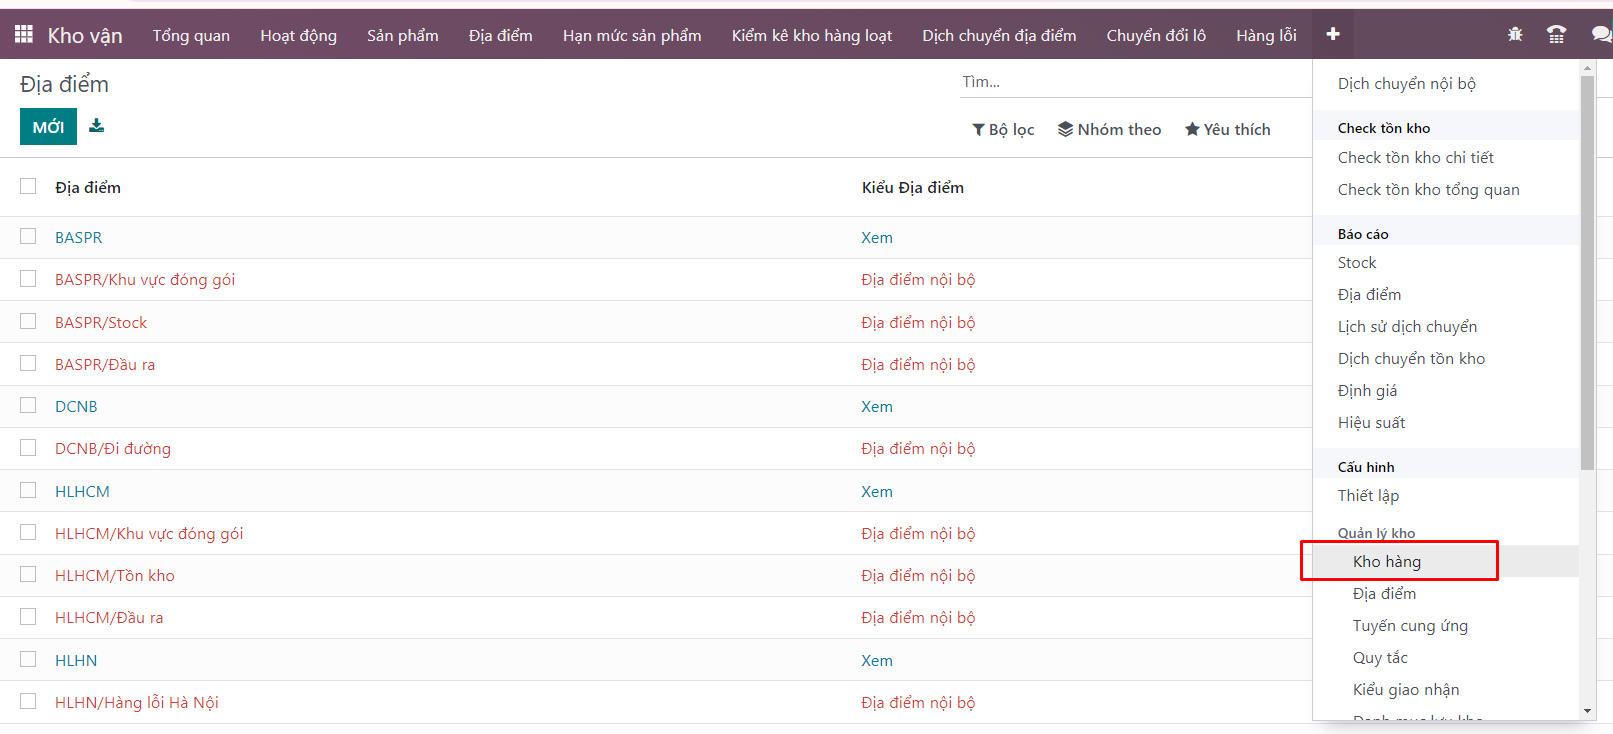 Kho vận Tổng quan Hoạt động Sản phẩm Địa điểm Hạn mức sản phẩm Kiểm kê kho hàng loạt Dịch chuyển địa điểm Chuyển đổi lô Hàng lỗi
Địa điểm
Tìm...
MỚI
Bộ lọc Nhóm theo Yêu thích
Địa điểm Kiểu Địa điểm
BASPR Xem
BASPR/Khu vực đóng gói Địa điểm nội bộ
BASPR/Stock Địa điểm nội bộ
BASPR/Đầu ra Địa điểm nội bộ
DCNB Xem
DCNB/Đi đường Địa điểm nội bộ
HLHCM Xem
HLHCM/Khu vực đóng gói Địa điểm nội bộ
HLHCM/Tồn kho Địa điểm nội bộ
HLHCM/Đầu ra Địa điểm nội bộ
HLHN Xem
HLHN/Hàng lỗi Hà Nội Địa điểm nội bộ
Dịch chuyển nội bộ
Check tồn kho
Check tồn kho chi tiết
Check tồn kho tổng quan
Báo cáo
Stock
Địa điểm
Lịch sử dịch chuyển
Dịch chuyển tồn kho
Định giá
Hiệu suất
Cấu hình
Thiết lập
Quản lý kho
Kho hàng
Địa điểm
Tuyến cung ứng
Quy tắc
Kiểu giao nhận